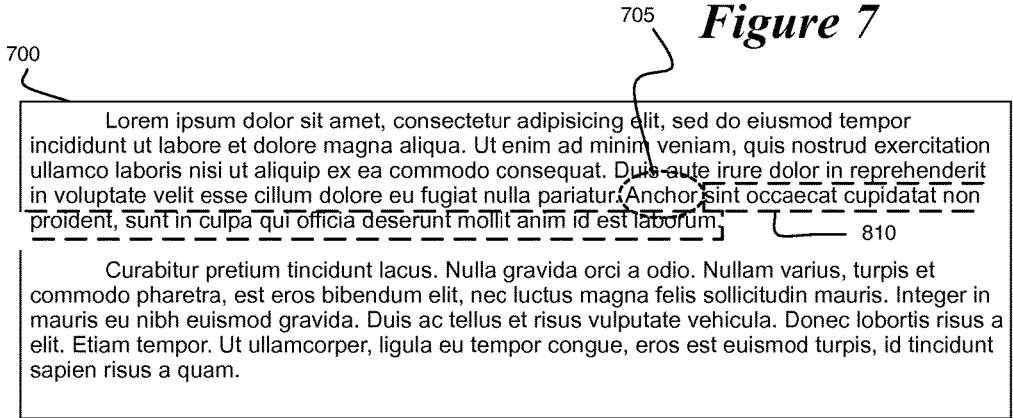 705
Figure 7
700
Lorem ipsum dolor sit amet, consectetur adipisicing elit, sed do eiusmod tempor
incididunt ut labore et dolore magna aliqua. Ut enim ad minim veniam, quis nostrud exercitation
ullamco laboris nisi ut aliquip ex ea commodo consequat. Duis aute irure dolor in reprehenderit
in voluptate velit esse cillum dolore eu fugiat nulla pariatur. Anchor sint occaecat cupidatat non
proident, sunt in culpa qui officia deserunt mollit anim id est laborum.
810
Curabitur pretium tincidunt lacus. Nulla gravida orci a odio. Nullam varius, turpis et
commodo pharetra, est eros bibendum elit, nec luctus magna felis sollicitudin mauris. Integer in
mauris eu nibh euismod gravida. Duis ac tellus et risus vulputate vehicula. Donec lobortis risus a
elit. Etiam tempor. Ut ullamcorper, ligula eu tempor congue, eros est euismod turpis, id tincidunt
sapien risus a quam.